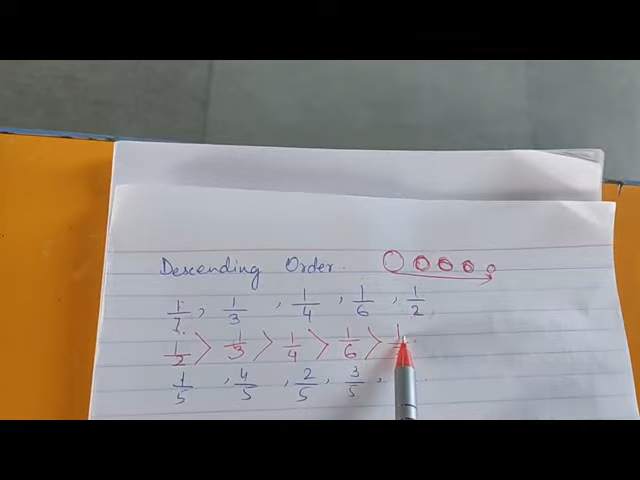 Descending Order.
1/7, 1/3, 1/4, 1/6, 1/2
1/2 > 1/3 > 1/4 > 1/6 > 1
1/5, 4/5, 2/5, 3/5,